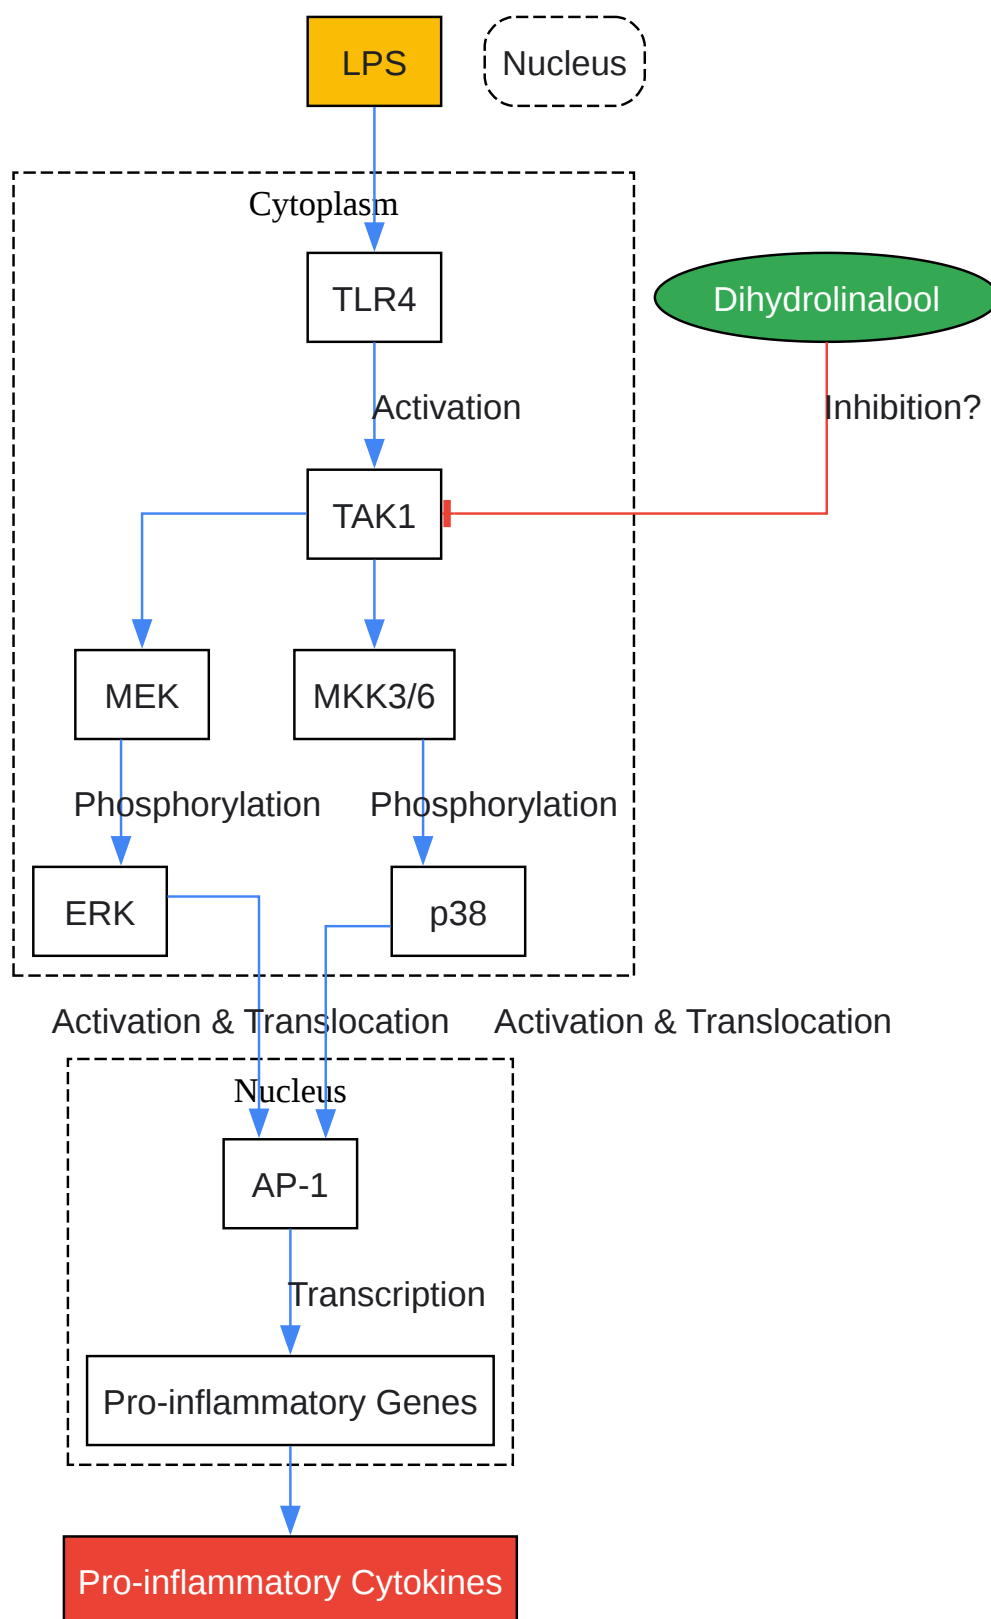 LPS
Nucleus
Cytoplasm
TLR4
Dihydrolinalool
Activation
Inhibition?
TAK1
MEK
MKK3/6
Phosphorylation
Phosphorylation
ERK
p38
Activation & Translocation
Activation & Translocation
Nucleus
AP-1
Transcription
Pro-inflammatory Genes
Pro-inflammatory Cytokines